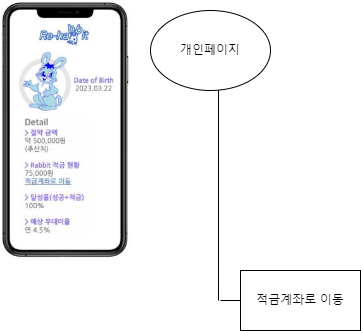 Re-habbit
Date of Birth
2023.03.22
Detail
> 절약 금액
약 500,000원
(추산치)
> Rabbit 적금 현황
75,000원
적금계좌로 이동
> 달성율(성공+적금)
100%
> 예상 우대이율
연 4.5%
개인페이지
적금계좌로 이동